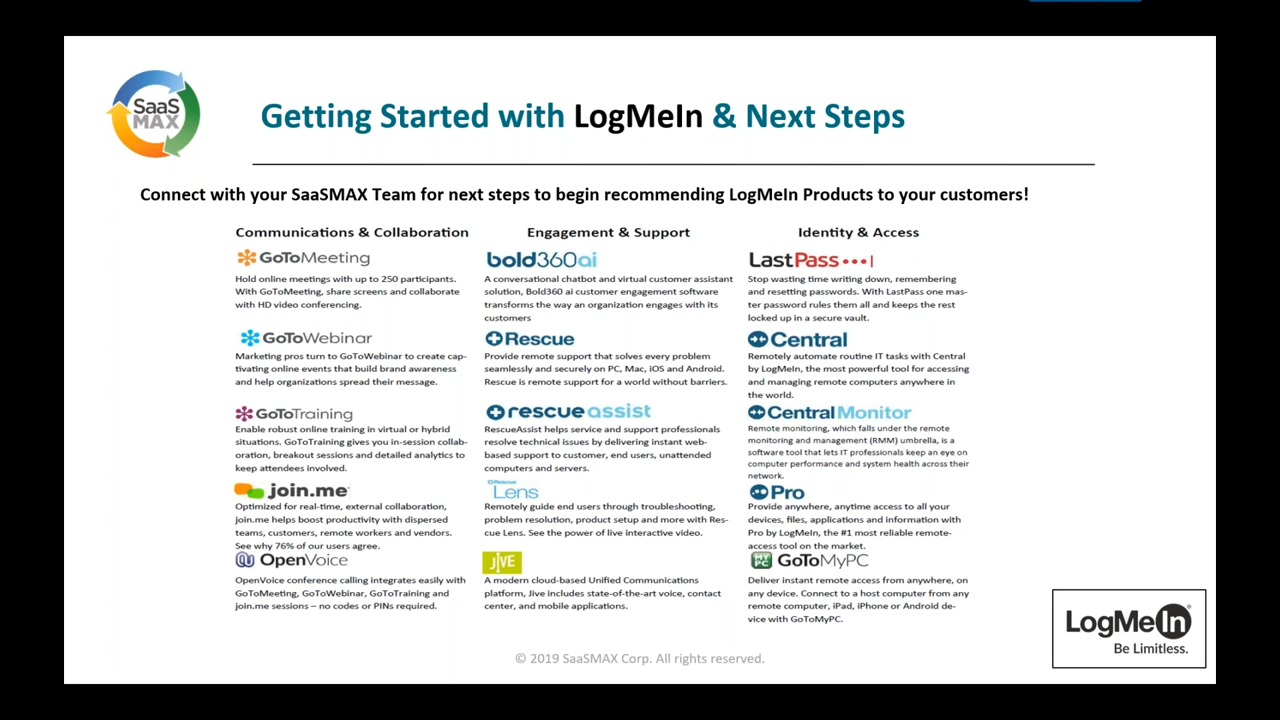 SaaS
MAX
Getting Started with LogMeIn & Next Steps
Connect with your SaaSMAX Team for next steps to begin recommending LogMeIn Products to your customers!
Communications & Collaboration
GoToMeeting
Hold online meetings with up to 250 participants.
With GoToMeeting, share screens and collaborate
with HD video conferencing.
GoToWebinar
Marketing pros turn to GoToWebinar to create cap-
tivating online events that build brand awareness
and help organizations spread their message.
GoToTraining
Enable robust online training in virtual or hybrid
situations. GoToTraining gives you in-session collab-
oration, breakout sessions and detailed analytics to
keep attendees involved.
join.me
Optimized for real-time, external collaboration,
join.me helps boost productivity with dispersed
teams, customers, remote workers and vendors.
See why 76% of our users agree.
OpenVoice
OpenVoice conference calling integrates easily with
GoToMeeting, GoToWebinar, GoToTraining and
join.me sessions – no codes or PINs required.
Engagement & Support
bold360 ai
A conversational chatbot and virtual customer assistant
solution, Bold360 ai customer engagement software
transforms the way an organization engages with its
customers
Rescue
Provide remote support that solves every problem
seamlessly and securely on PC, Mac, iOS and Android.
Rescue is remote support for a world without barriers.
rescueassist
RescueAssist helps service and support professionals
resolve technical issues by delivering instant web-
based support to customer, end users, unattended
computers and servers.
Rescue
Lens
Remotely guide end users through troubleshooting,
problem resolution, product setup and more with Res-
cue Lens. See the power of live interactive video.
JIVE
A modern cloud-based Unified Communications
platform, Jive includes state-of-the-art voice, contact
center, and mobile applications.
Identity & Access
LastPass •••|
Stop wasting time writing down, remembering
and resetting passwords. With LastPass one mas-
ter password rules them all and keeps the rest
locked up in a secure vault.
Central
Remotely automate routine IT tasks with Central
by LogMeIn, the most powerful tool for accessing
and managing remote computers anywhere in
the world.
Central Monitor
Remote monitoring, which falls under the remote
monitoring and management (RMM) umbrella, is a
software tool that lets IT professionals keep an eye on
computer performance and system health across their
network.
Pro
Provide anywhere, anytime access to all your
devices, files, applications and information with
Pro by LogMeIn, the #1 most reliable remote-
access tool on the market.
MY
PC
GoToMyPC
Deliver instant remote access from anywhere, on
any device. Connect to a host computer from any
remote computer, iPad, iPhone or Android de-
vice with GoToMyPC.
LogMeIn®
Be Limitless.
© 2019 SaaSMAX Corp. All rights reserved.